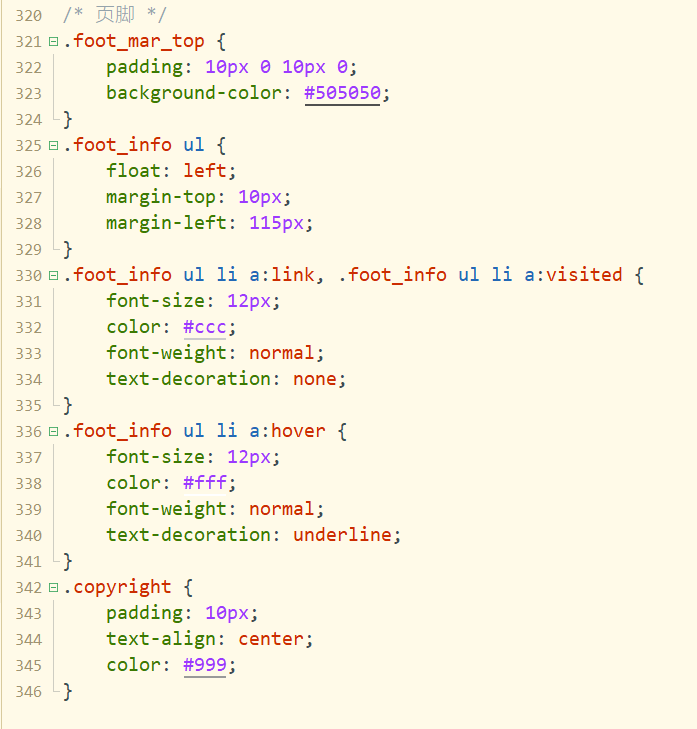 320 /* 页脚 */
321 .foot_mar_top {
322     padding: 10px 0 10px 0;
323     background-color: #505050;
324 }
325 .foot_info ul {
326     float: left;
327     margin-top: 10px;
328     margin-left: 115px;
329 }
330 .foot_info ul li a:link, .foot_info ul li a:visited {
331     font-size: 12px;
332     color: #ccc;
333     font-weight: normal;
334     text-decoration: none;
335 }
336 .foot_info ul li a:hover {
337     font-size: 12px;
338     color: #fff;
339     font-weight: normal;
340     text-decoration: underline;
341 }
342 .copyright {
343     padding: 10px;
344     text-align: center;
345     color: #999;
346 }